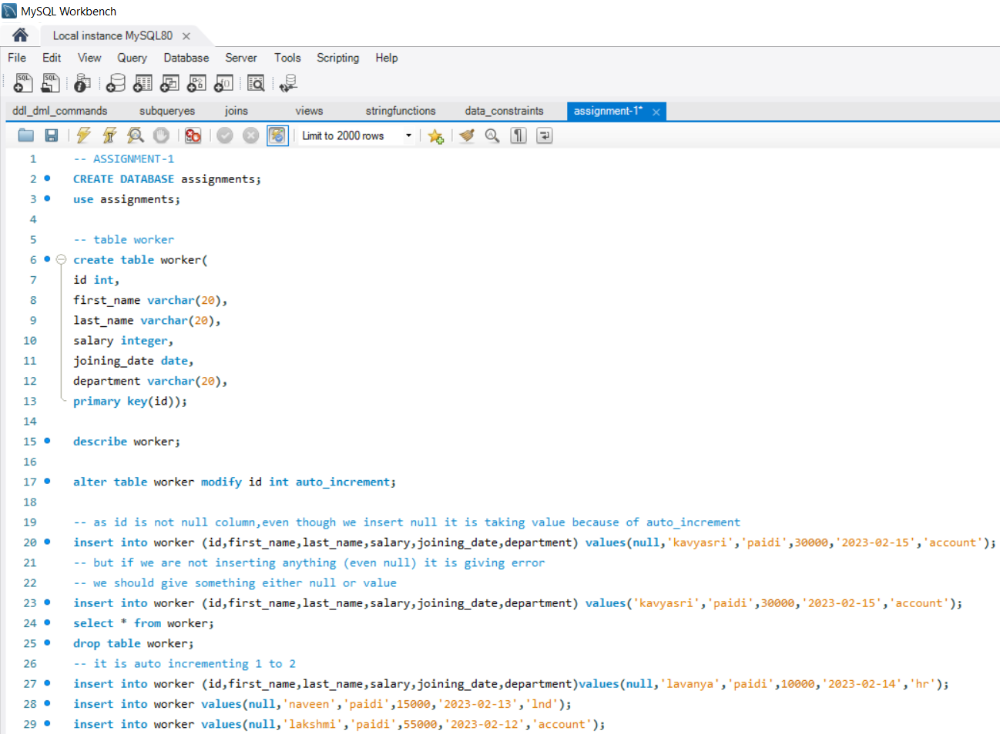 MySQL Workbench
Local instance MySQL80
File Edit View Query Database Server Tools Scripting Help
ddl_dml_commands subqueryes joins views stringfunctions data_constraints assignment-1*
Limit to 2000 rows
1 -- ASSIGNMENT-1
2 CREATE DATABASE assignments;
3 use assignments;
4
5 -- table worker
6 create table worker(
7 id int,
8 first_name varchar(20),
9 last_name varchar(20),
10 salary integer,
11 joining_date date,
12 department varchar(20),
13 primary key(id));
14
15 describe worker;
16
17 alter table worker modify id int auto_increment;
18
19 -- as id is not null column,even though we insert null it is taking value because of auto_increment
20 insert into worker (id,first_name,last_name,salary,joining_date,department) values(null,'kavyasri','paidi',30000,'2023-02-15','account');
21 -- but if we are not inserting anything (even null) it is giving error
22 -- we should give something either null or value
23 insert into worker (id,first_name,last_name,salary,joining_date,department) values('kavyasri','paidi',30000,'2023-02-15','account');
24 select * from worker;
25 drop table worker;
26 -- it is auto incrementing 1 to 2
27 insert into worker (id,first_name,last_name,salary,joining_date,department)values(null,'lavanya','paidi',10000,'2023-02-14','hr');
28 insert into worker values(null,'naveen','paidi',15000,'2023-02-13','lnd');
29 insert into worker values(null,'lakshmi','paidi',55000,'2023-02-12','account');